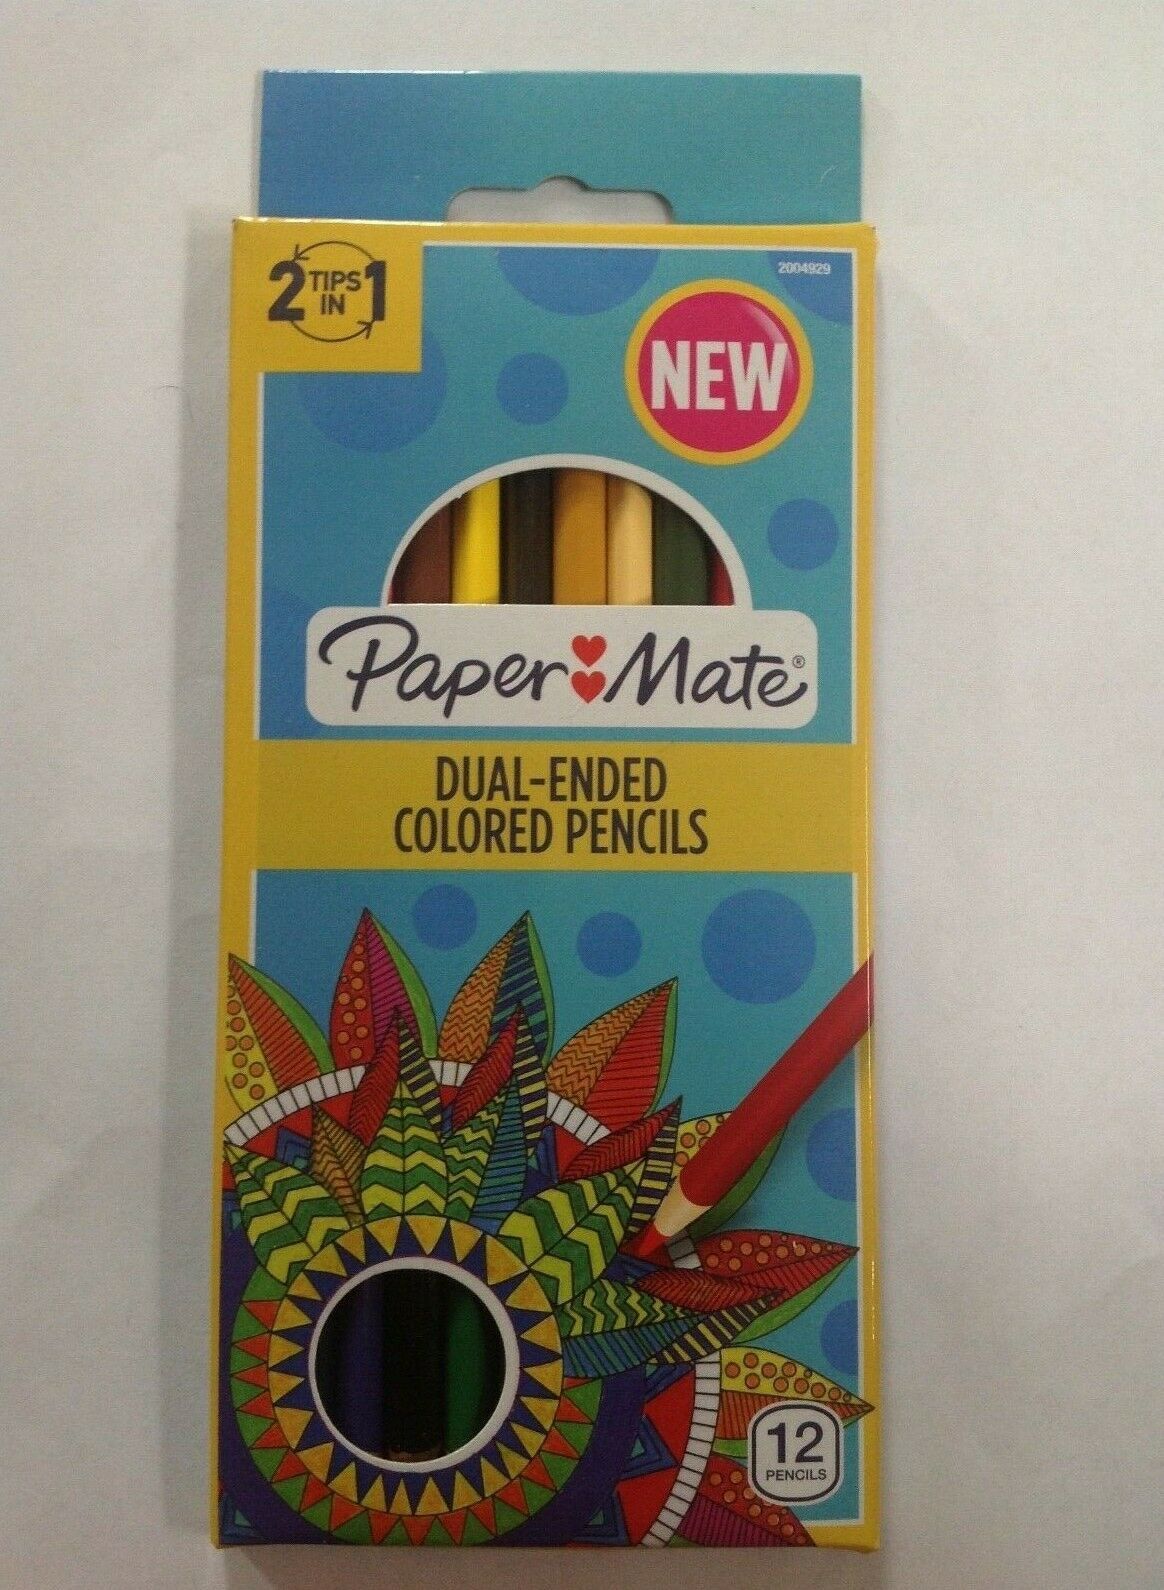 2 TIPS IN 1
2004929
NEW
Paper Mate®
DUAL-ENDED
COLORED PENCILS
12
PENCILS